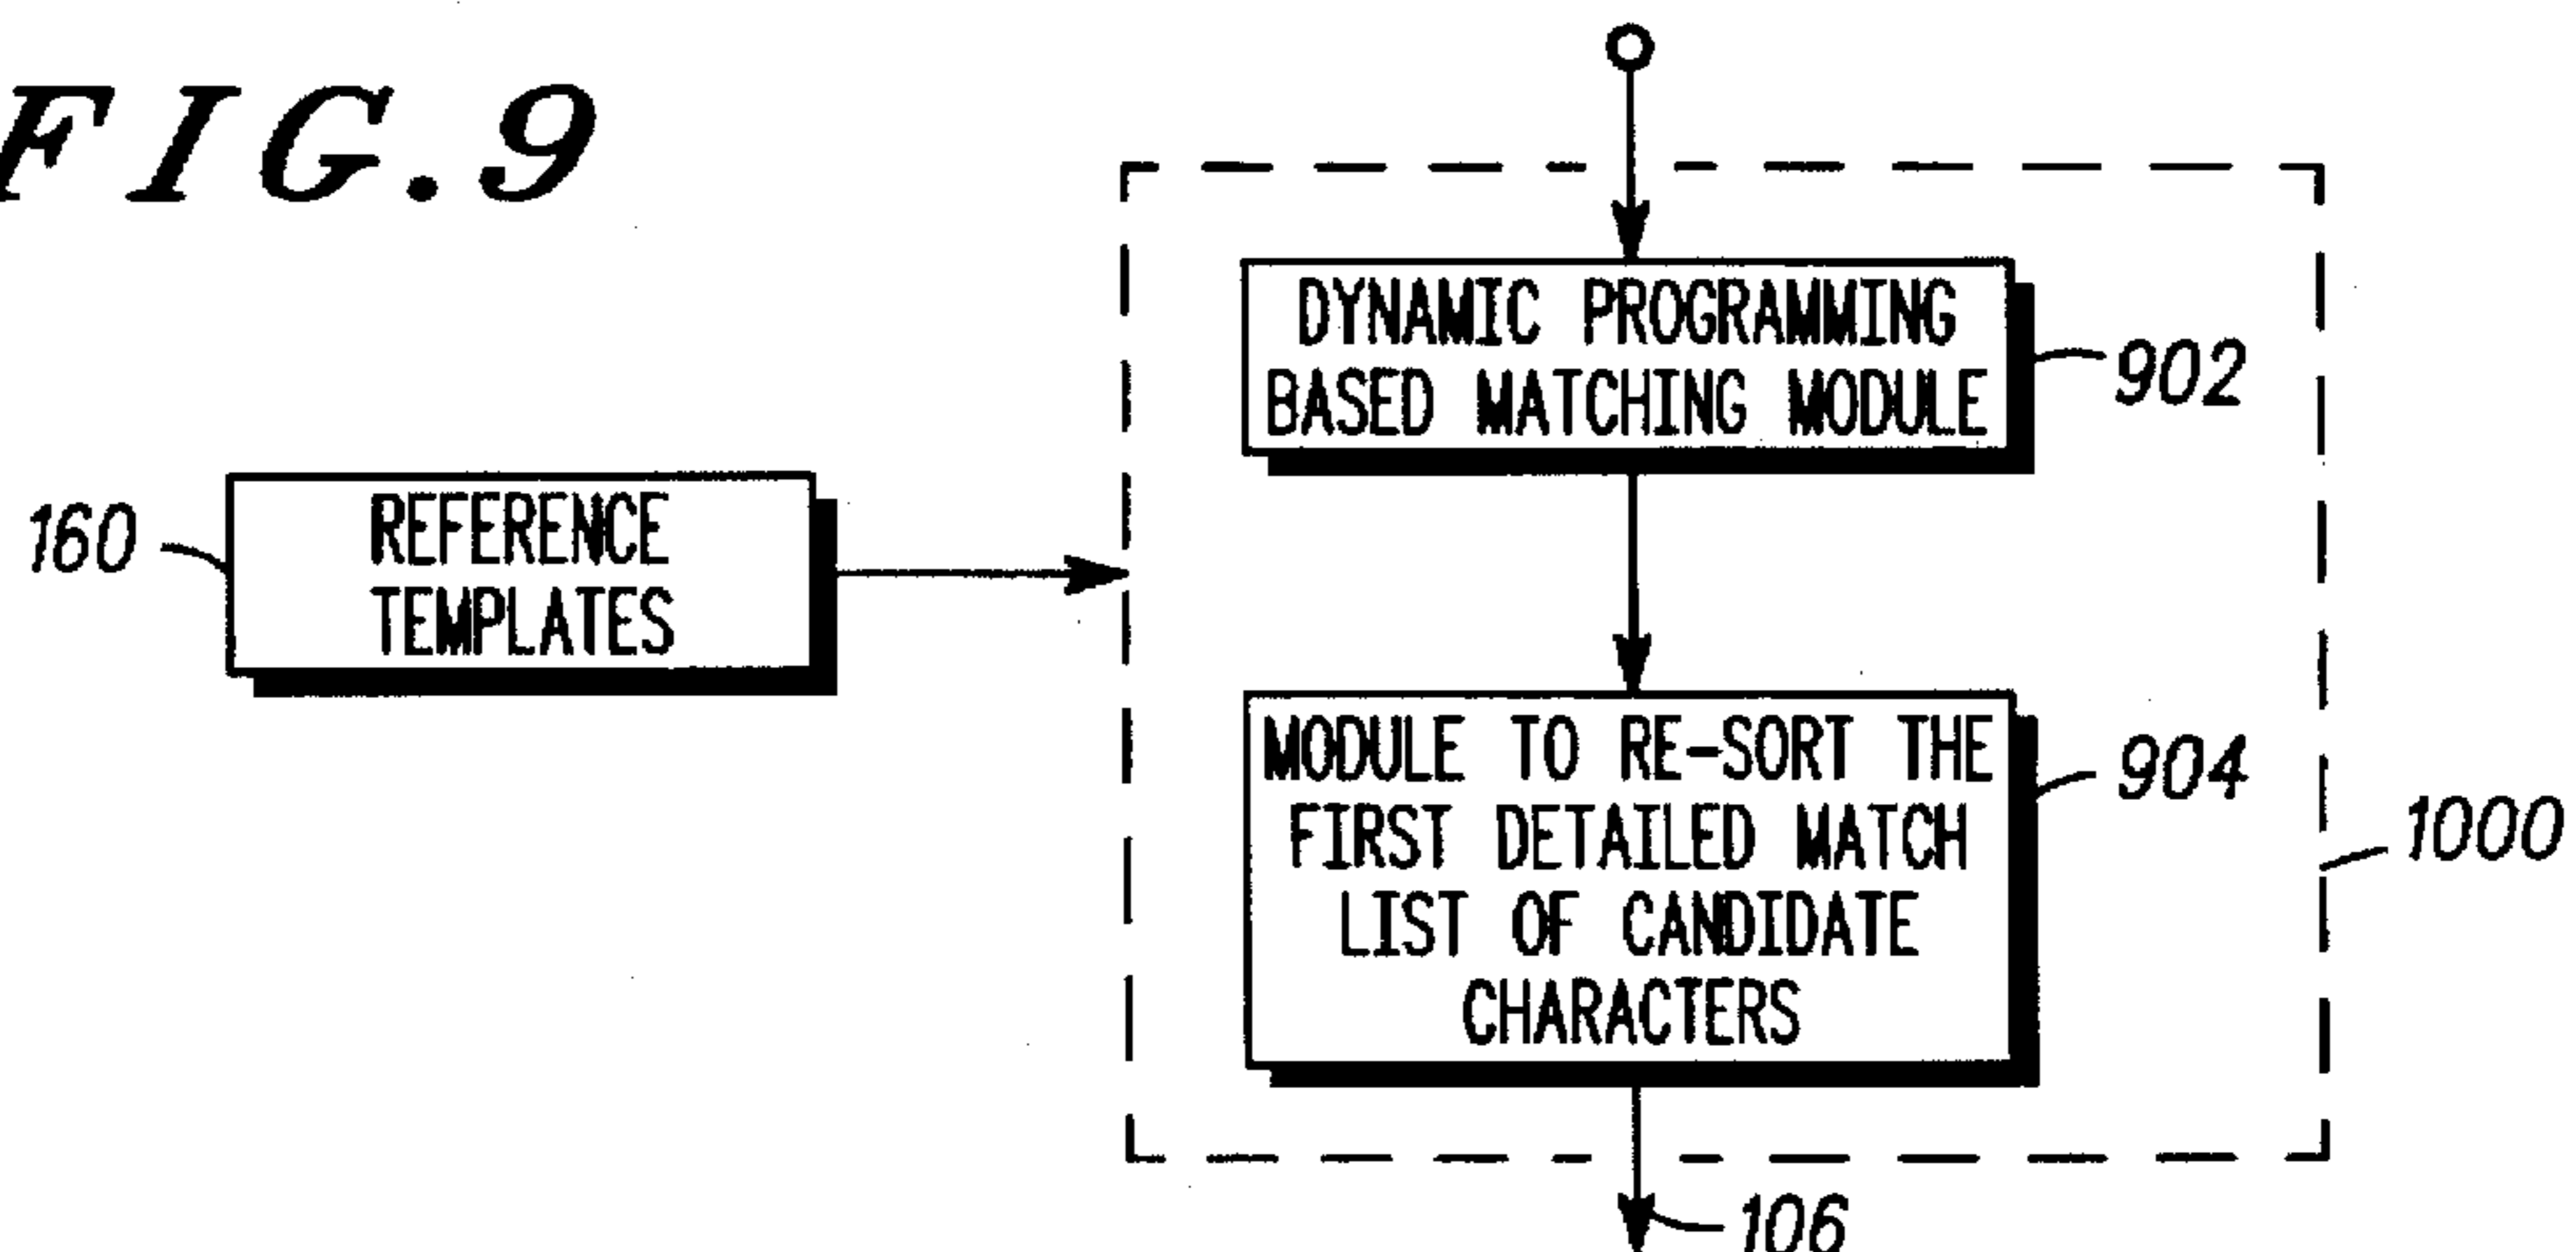 FIG.9
DYNAMIC PROGRAMMING
BASED MATCHING MODULE
902
160
REFERENCE
TEMPLATES
MODULE TO RE-SORT THE
FIRST DETAILED MATCH
LIST OF CANDIDATE
CHARACTERS
904
1000
106